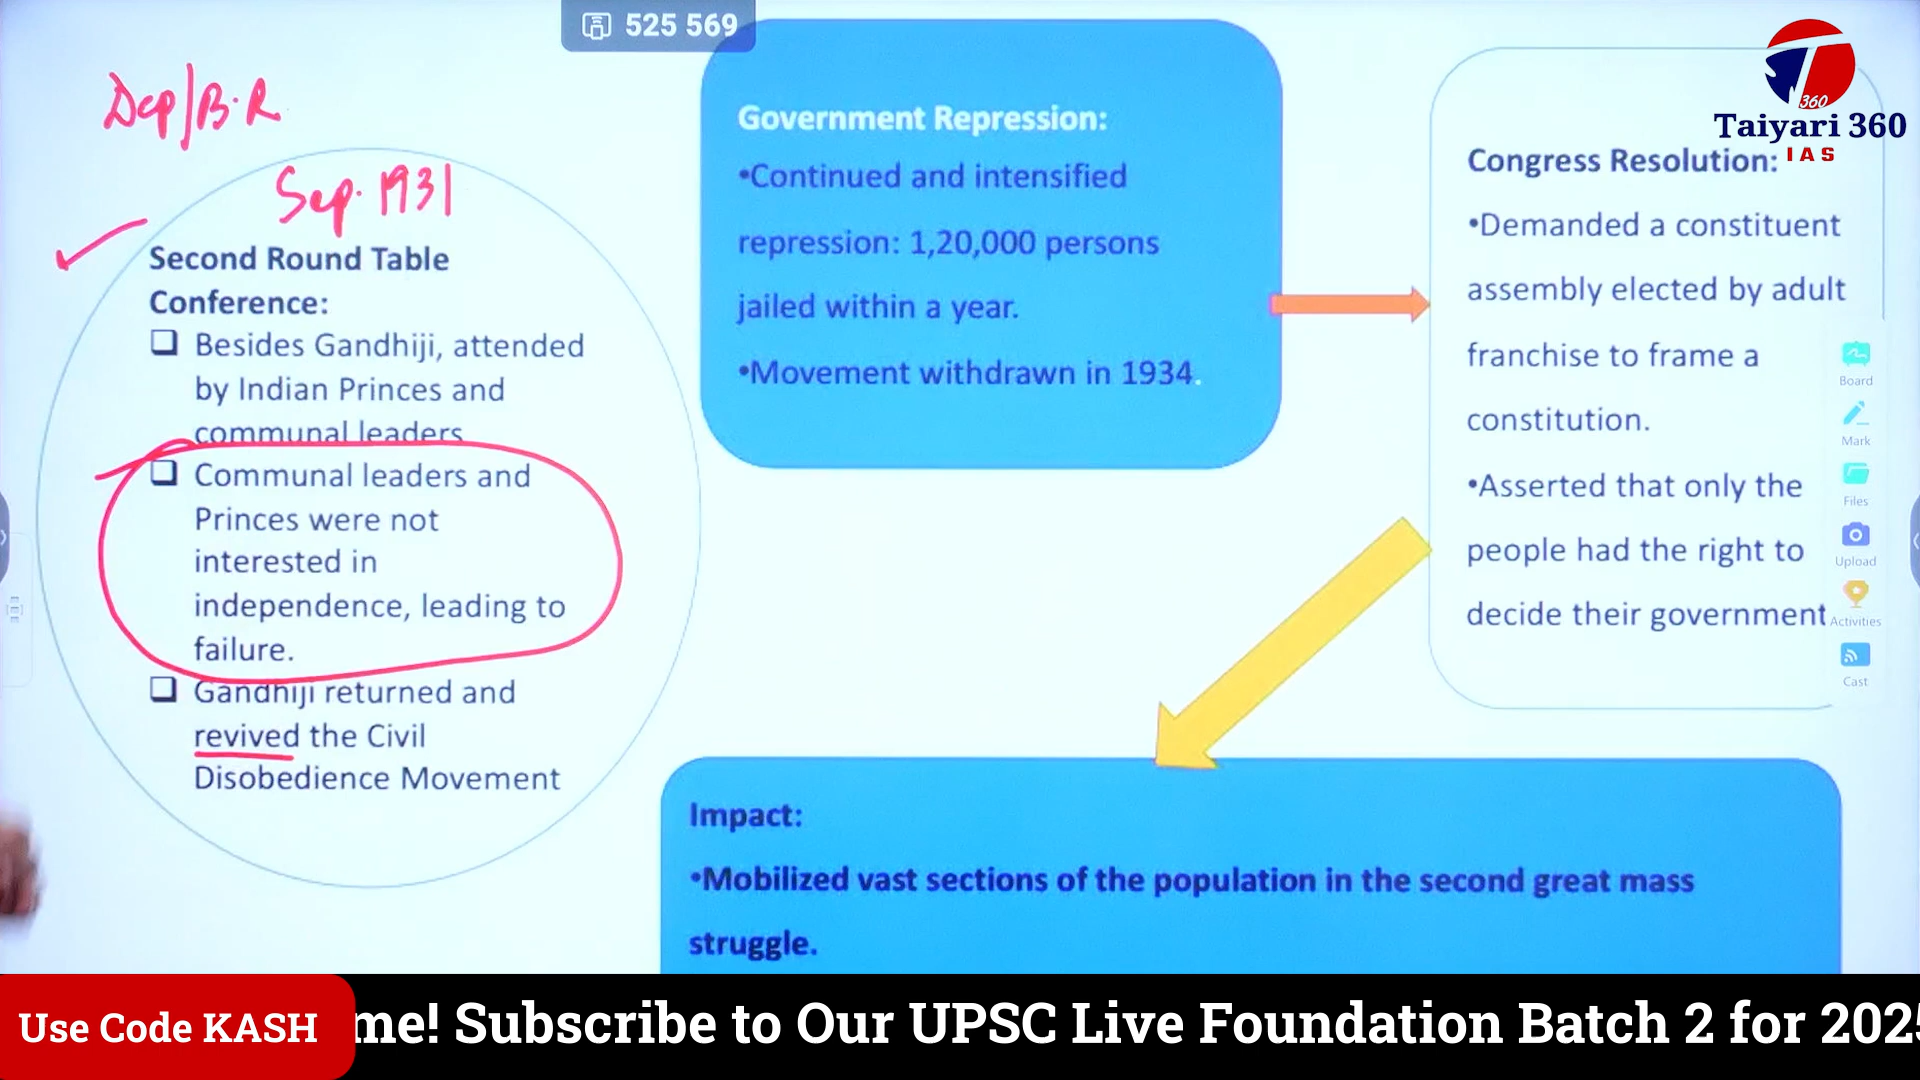 525 569
Dep/B.R
Sep. 1931
Second Round Table
Conference:
❑ Besides Gandhiji, attended
by Indian Princes and
communal leaders
❑ Communal leaders and
Princes were not
interested in
independence, leading to
failure.
❑ Gandhiji returned and
revived the Civil
Disobedience Movement
Government Repression:
•Continued and intensified
repression: 1,20,000 persons
jailed within a year.
•Movement withdrawn in 1934.
T
360
Taiyari 360
IAS
Congress Resolution:
•Demanded a constituent
assembly elected by adult
franchise to frame a
constitution.
•Asserted that only the
people had the right to
decide their government
Board
Mark
Files
Upload
Activities
Cast
Impact:
•Mobilized vast sections of the population in the second great mass
struggle.
Use Code KASH
me! Subscribe to Our UPSC Live Foundation Batch 2 for 202